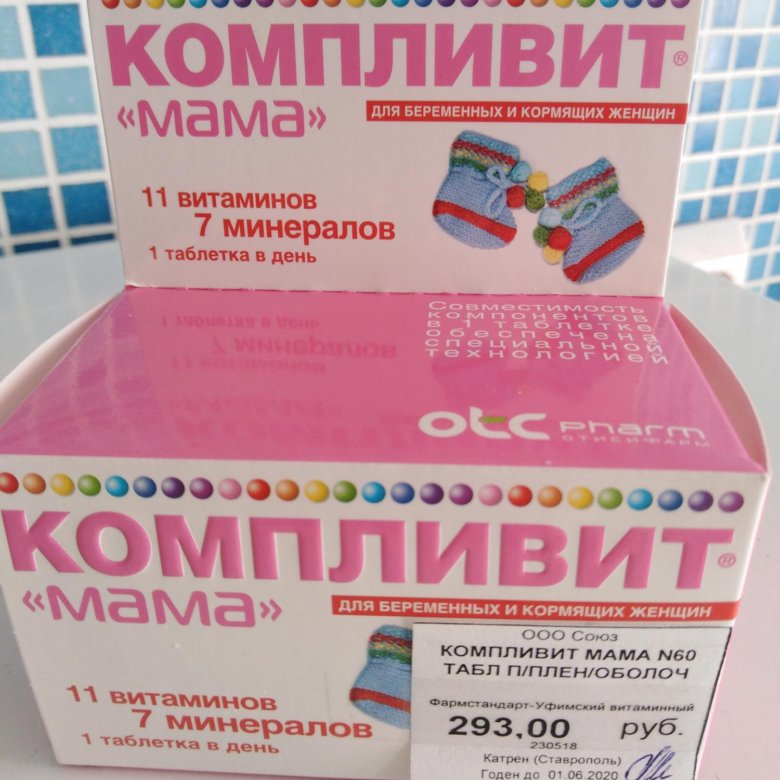 КОМПЛИВИТ®
«мама»
ДЛЯ БЕРЕМЕННЫХ И КОРМЯЩИХ ЖЕНЩИН
11 витаминов
7 минералов
1 таблетка в день
Совместимость
компонентов
в 1 таблетке
обеспечена
специальной
технологией
otc pharm
ОТИСИФАРМ
КОМПЛИВИТ®
«мама»
ДЛЯ БЕРЕМЕННЫХ И КОРМЯЩИХ ЖЕНЩИН
11 витаминов
7 минералов
1 таблетка в день
ООО Союз
КОМПЛИВИТ МАМА N60
ТАБЛ П/ПЛЕН/ОБОЛОЧ
Фармстандарт-Уфимский витаминный
293,00 руб.
230518
Катрен (Ставрополь)
Годен до 01.06.2020